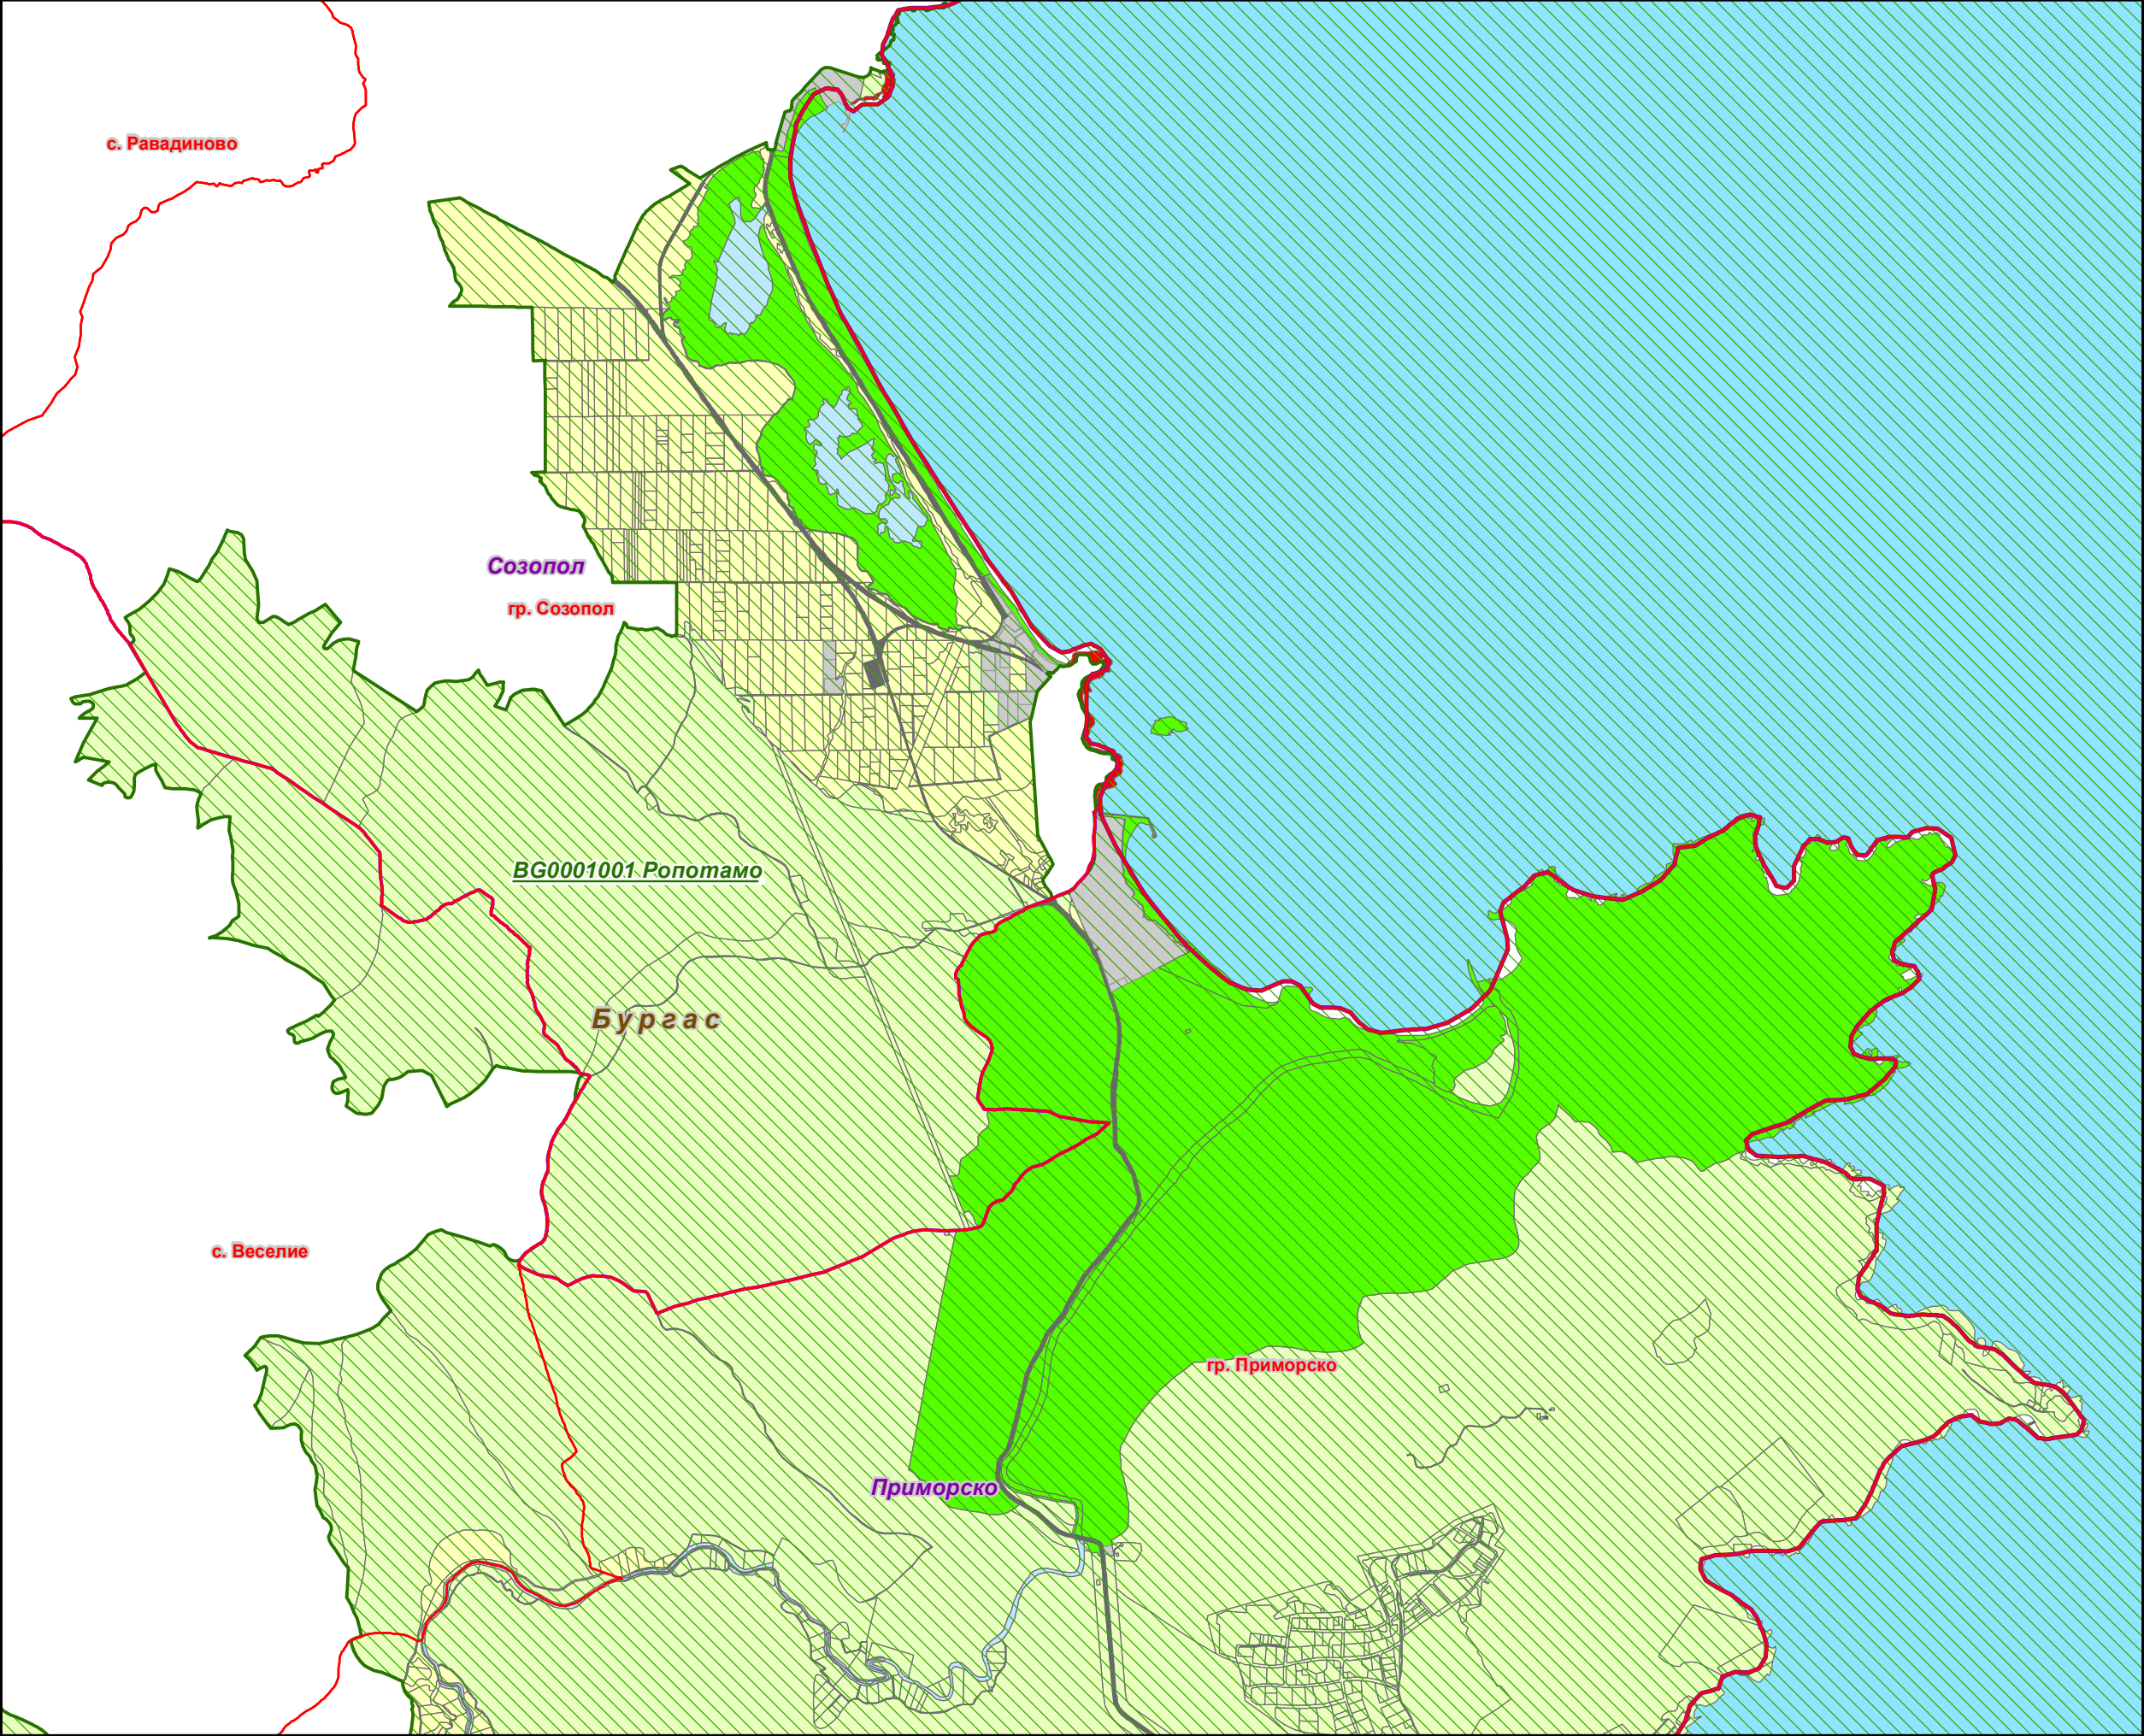 с. Равадиново
Созопол
гр. Созопол
BG0001001 Ропотамо
Бургас
с. Веселие
гр. Приморско
Приморско